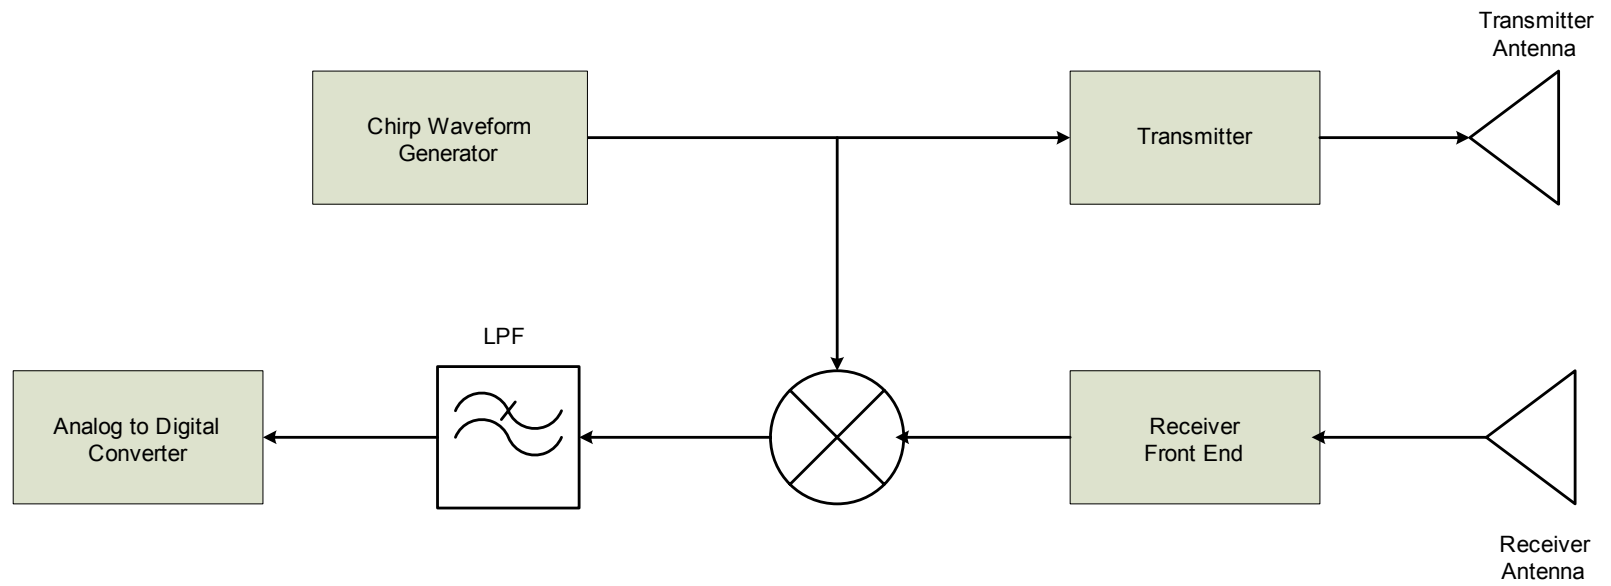 Transmitter
Antenna
Chirp Waveform
Generator
Transmitter
LPF
Analog to Digital
Converter
Receiver
Front End
Receiver
Antenna